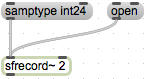 samptype int24
open
sfrecord~ 2